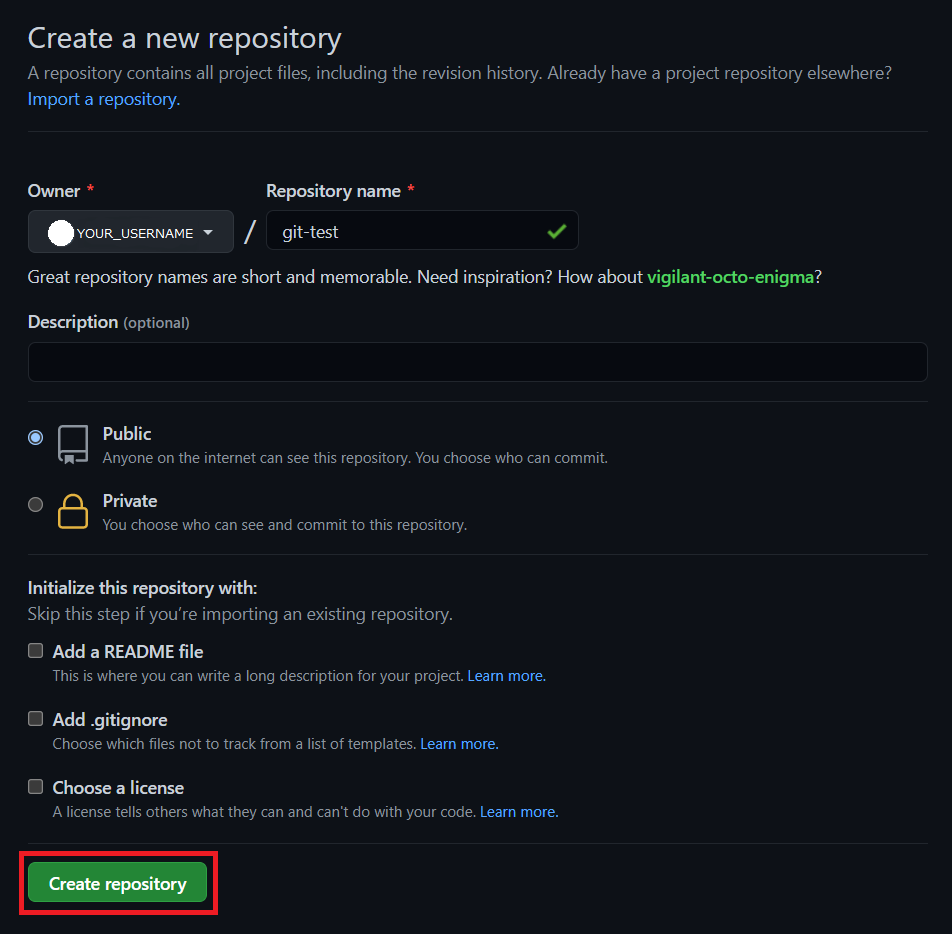 Create a new repository
A repository contains all project files, including the revision history. Already have a project repository elsewhere?
Import a repository.
Owner * Repository name *
YOUR_USERNAME / git-test
Great repository names are short and memorable. Need inspiration? How about vigilant-octo-enigma?
Description (optional)
Public
Anyone on the internet can see this repository. You choose who can commit.
Private
You choose who can see and commit to this repository.
Initialize this repository with:
Skip this step if you’re importing an existing repository.
Add a README file
This is where you can write a long description for your project. Learn more.
Add .gitignore
Choose which files not to track from a list of templates. Learn more.
Choose a license
A license tells others what they can and can't do with your code. Learn more.
Create repository